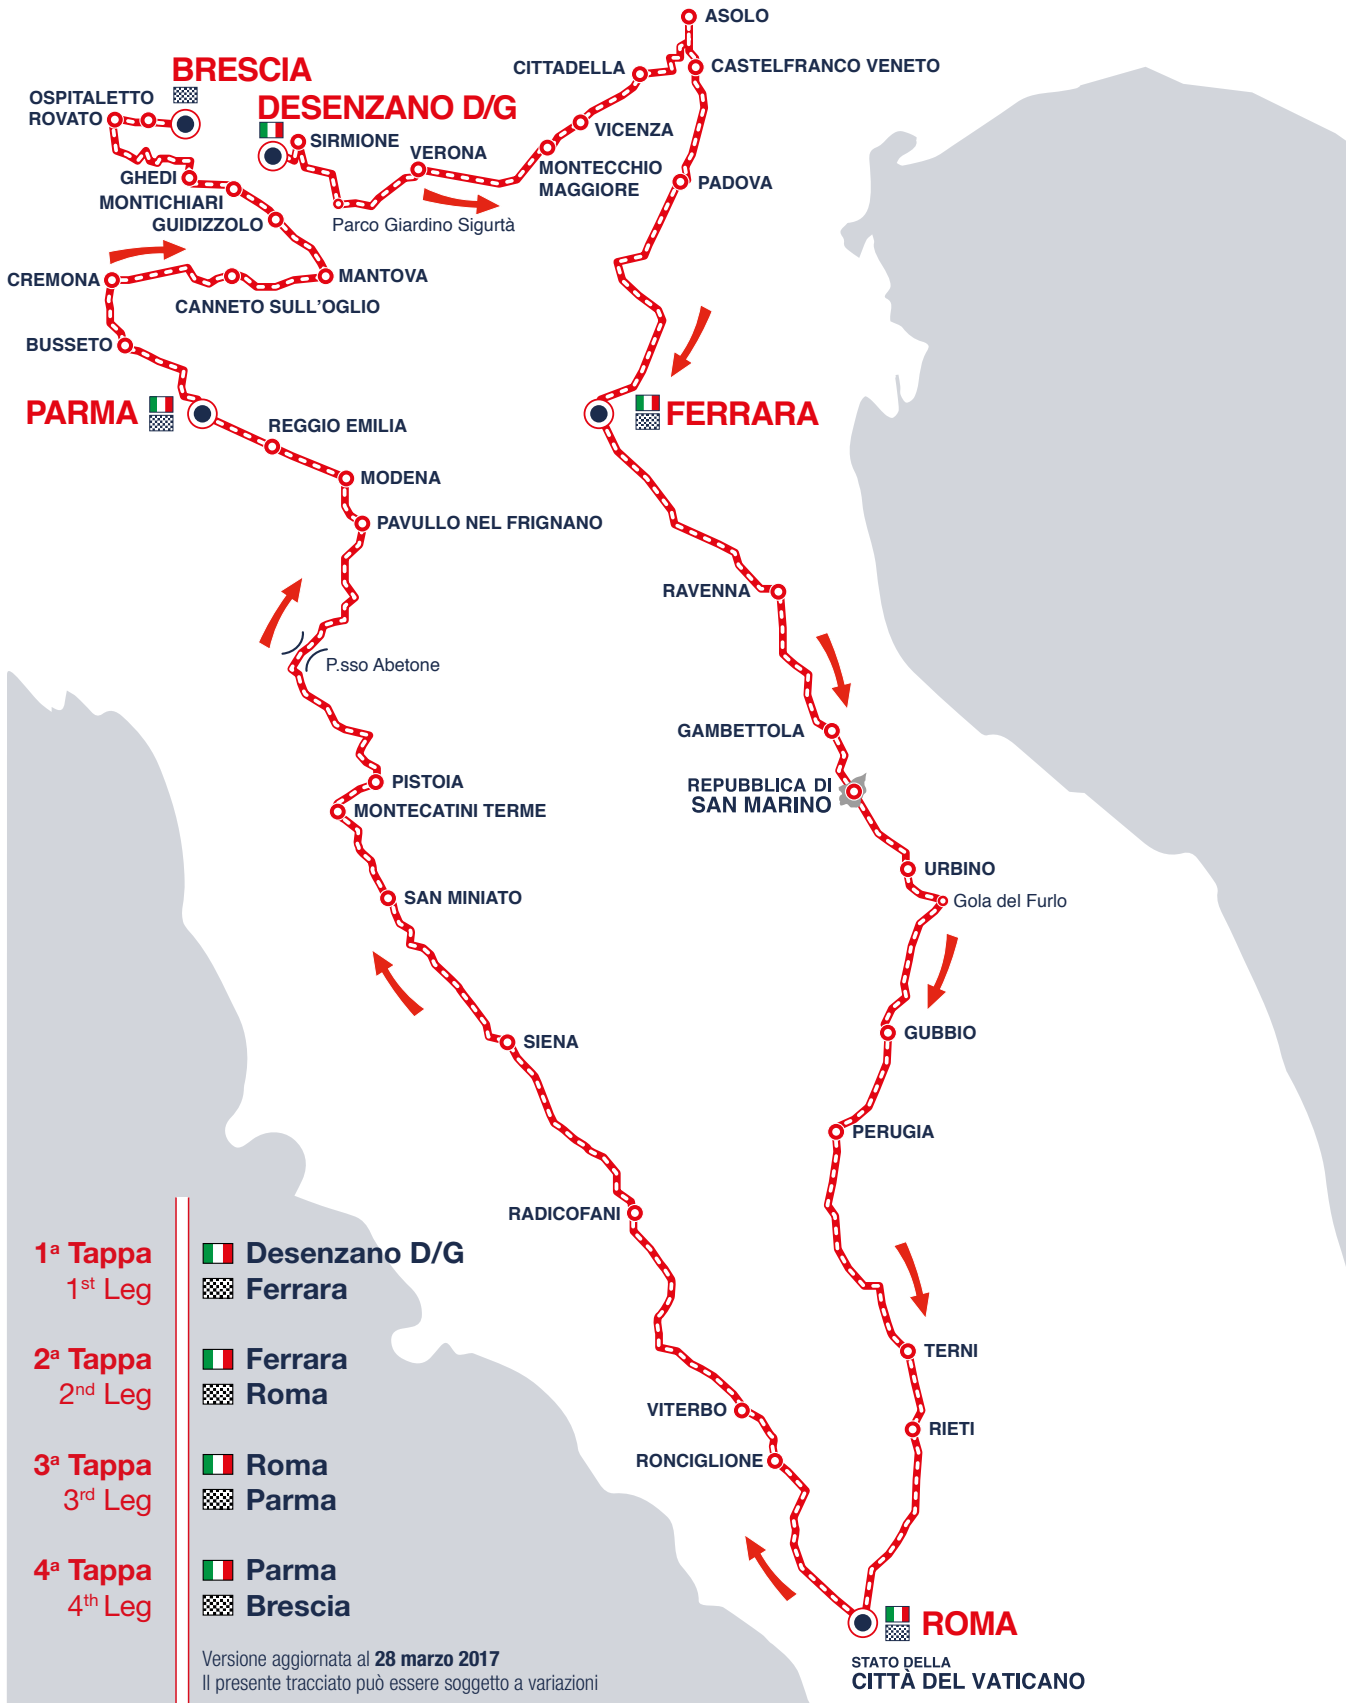 ASOLO
CITTADELLA
CASTELFRANCO VENETO
BRESCIA
OSPITALETTO
ROVATO
DESENZANO D/G
SIRMIONE
VERONA
VICENZA
MONTECCHIO
MAGGIORE
PADOVA
GHEDI
MONTICHIARI
GUIDIZZOLO
Parco Giardino Sigurtà
CREMONA
MANTOVA
CANNETO SULL'OGLIO
BUSSETO
PARMA
FERRARA
REGGIO EMILIA
MODENA
PAVULLO NEL FRIGNANO
RAVENNA
P.sso Abetone
GAMBETTOLA
PISTOIA
REPUBBLICA DI
SAN MARINO
MONTECATINI TERME
URBINO
SAN MINIATO
Gola del Furlo
GUBBIO
SIENA
PERUGIA
RADICOFANI
TERNI
VITERBO
RIETI
RONCIGLIONE
ROMA
STATO DELLA
CITTÀ DEL VATICANO
1ª Tappa Desenzano D/G
1st Leg Ferrara
2ª Tappa Ferrara
2nd Leg Roma
3ª Tappa Roma
3rd Leg Parma
4ª Tappa Parma
4th Leg Brescia
Versione aggiornata al 28 marzo 2017
Il presente tracciato può essere soggetto a variazioni